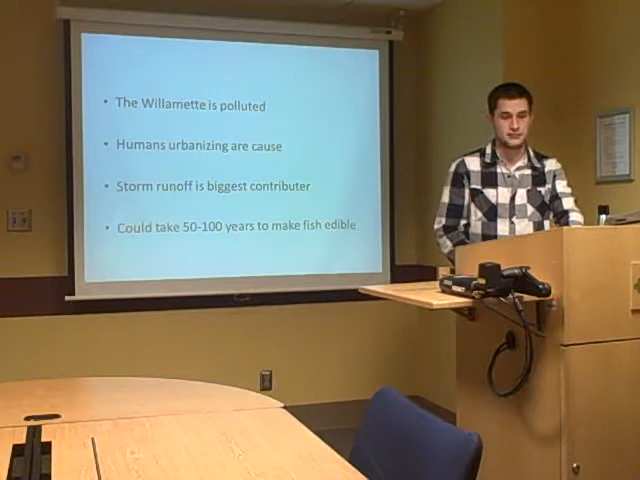 • The Willamette is polluted
• Humans urbanizing are cause
• Storm runoff is biggest contributer
• Could take 50-100 years to make fish edible